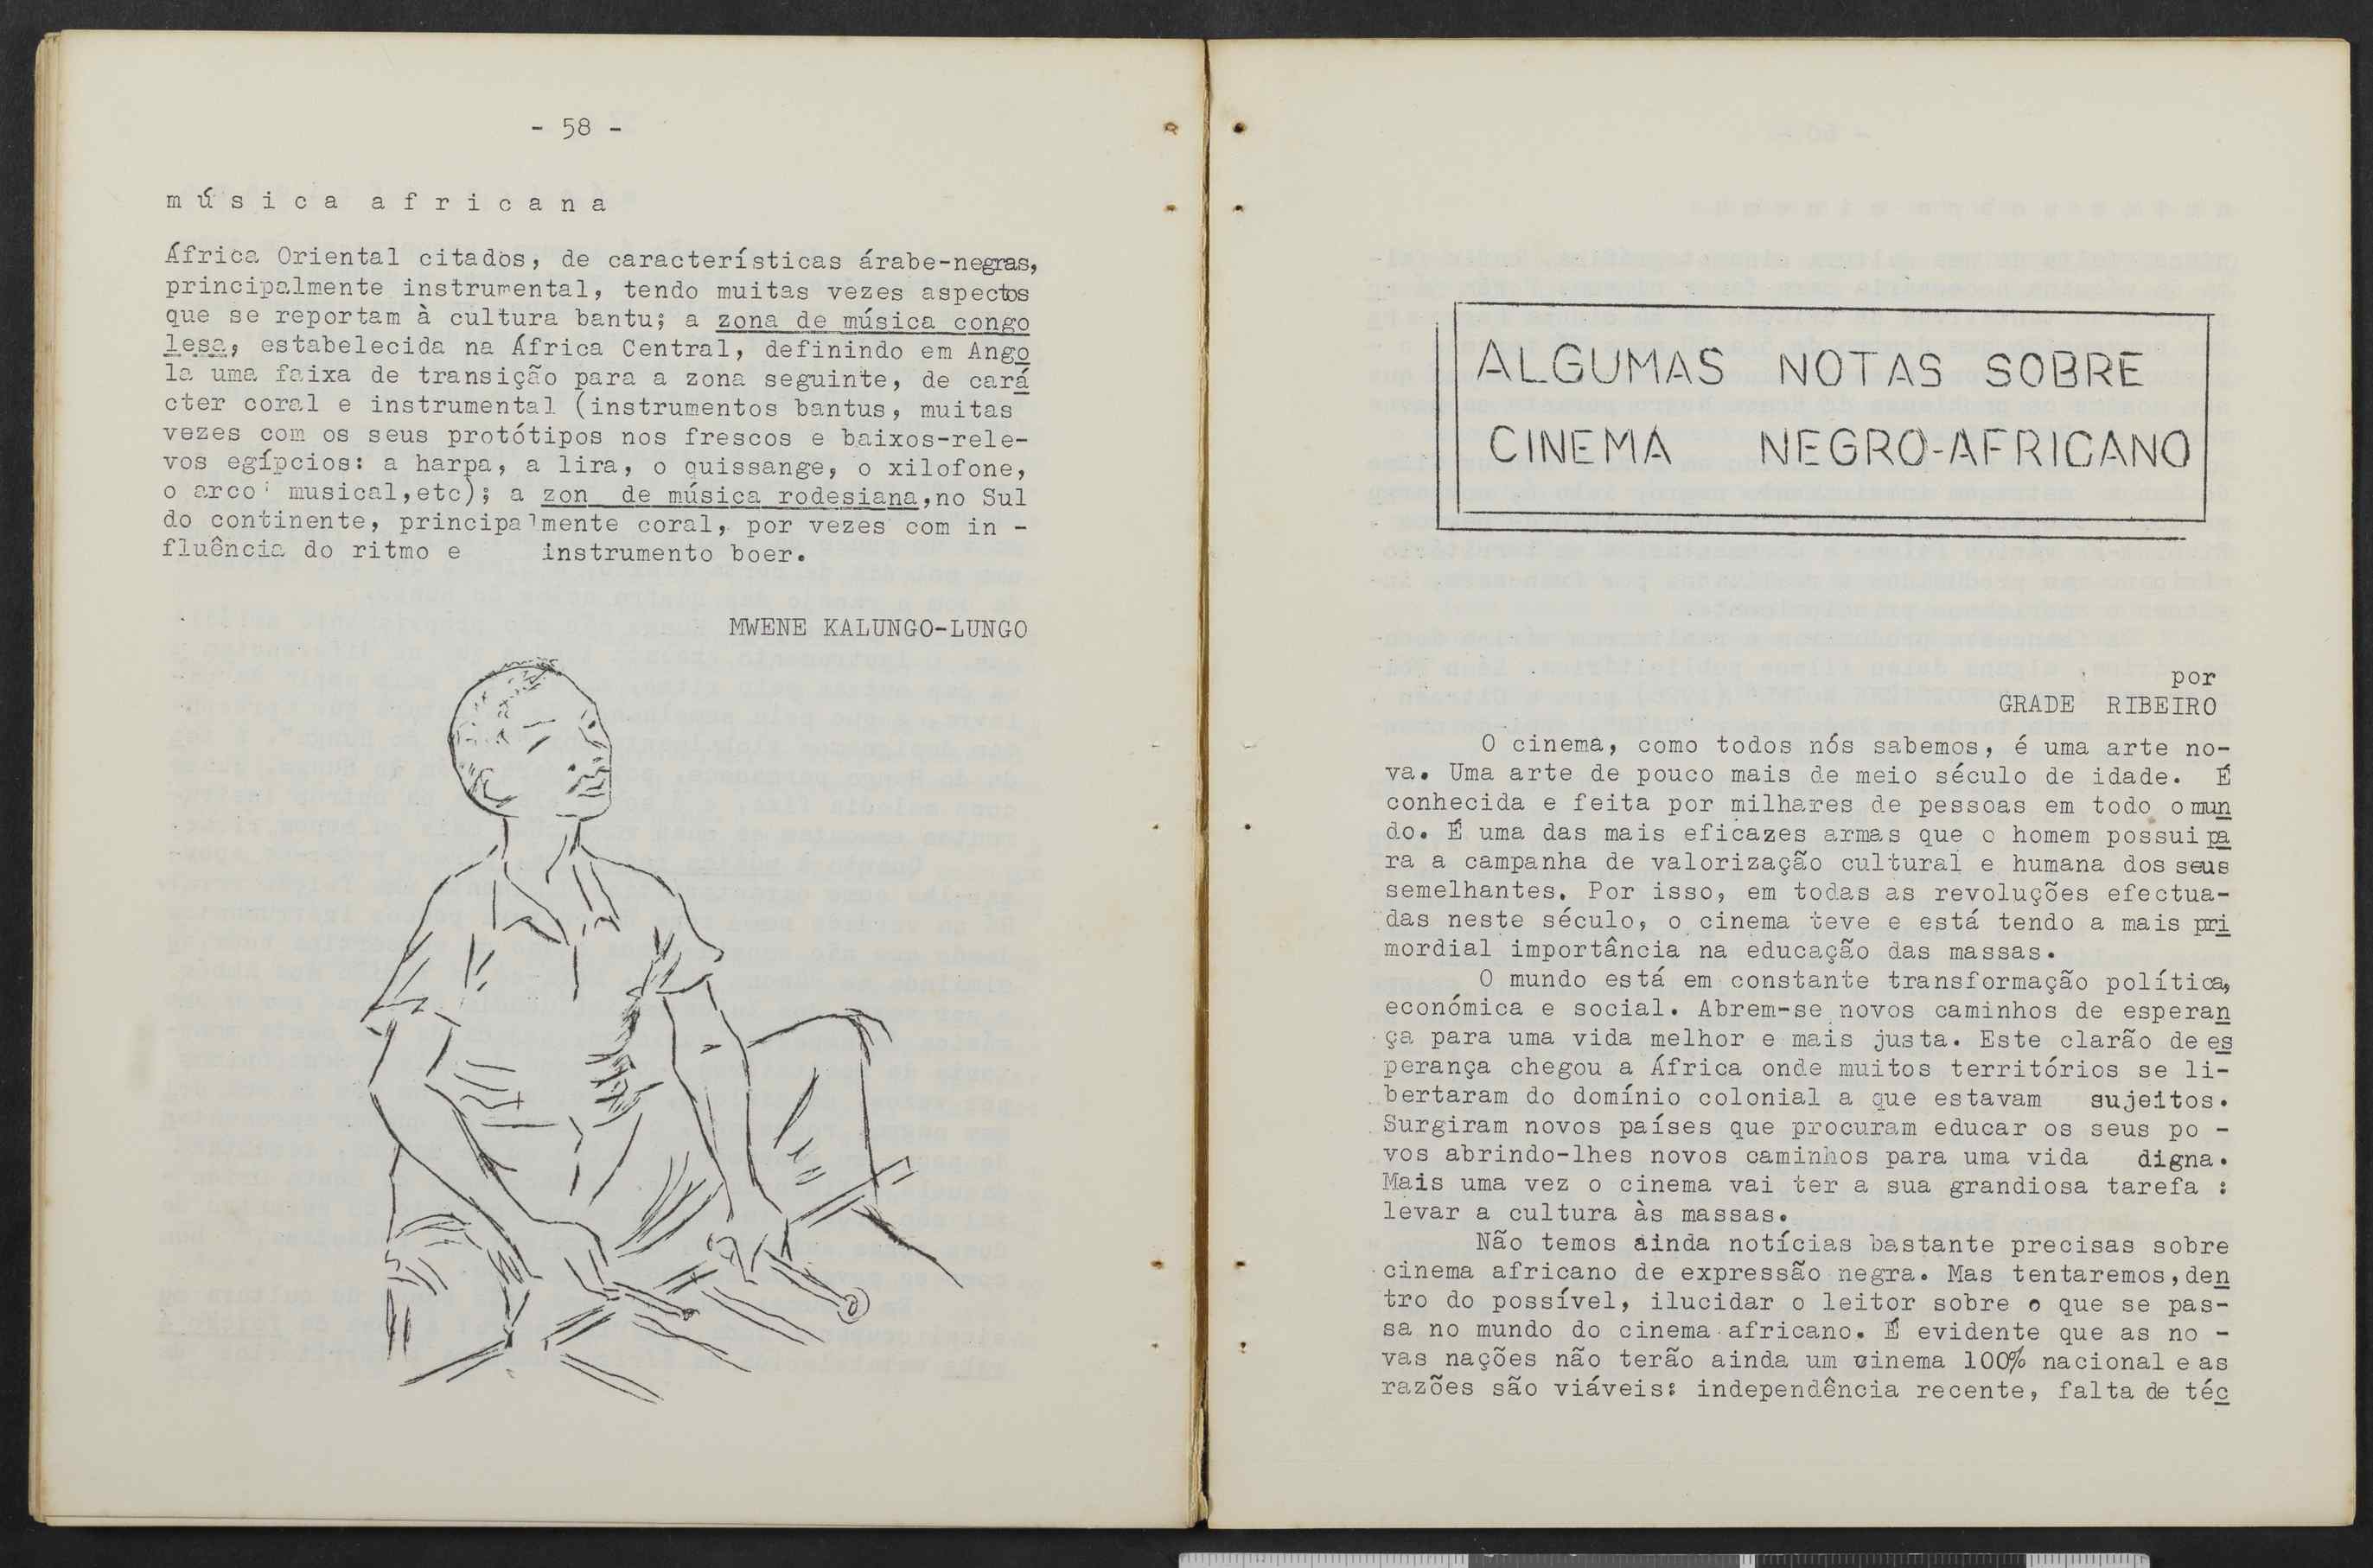 - 58 -
música africana
África Oriental citados, de características árabe-negras,
principalmente instrumental, tendo muitas vezes aspectos
que se reportam à cultura bantu; a zona de música congo
lesa, estabelecida na África Central, definindo em Ango
la uma faixa de transição para a zona seguinte, de cará
cter coral e instrumental (instrumentos bantus, muitas
vezes com os seus protótipos nos frescos e baixos-rele-
vos egípcios: a harpa, a lira, o quissange, o xilofone,
o arco musical,etc); a zon de música rodesiana,no Sul
do continente, principalmente coral, por vezes com in -
fluência do ritmo e instrumento boer.
MWENE KALUNGO-LUNGO
ALGUMAS NOTAS SOBRE
CINEMA NEGRO-AFRICANO
por
GRADE RIBEIRO
O cinema, como todos nós sabemos, é uma arte no-
va. Uma arte de pouco mais de meio século de idade. É
conhecida e feita por milhares de pessoas em todo o mun
do. É uma das mais eficazes armas que o homem possui pa
ra a campanha de valorização cultural e humana dos seus
semelhantes. Por isso, em todas as revoluções efectua-
das neste século, o cinema teve e está tendo a mais pri
mordial importância na educação das massas.
O mundo está em constante transformação política,
económica e social. Abrem-se novos caminhos de esperan
ça para uma vida melhor e mais justa. Este clarão de es
perança chegou a África onde muitos territórios se li-
bertaram do domínio colonial a que estavam sujeitos.
Surgiram novos países que procuram educar os seus po -
vos abrindo-lhes novos caminhos para uma vida digna.
Mais uma vez o cinema vai ter a sua grandiosa tarefa :
levar a cultura às massas.
Não temos ainda notícias bastante precisas sobre
cinema africano de expressão negra. Mas tentaremos,den
tro do possível, ilucidar o leitor sobre o que se pas-
sa no mundo do cinema africano. É evidente que as no -
vas nações não terão ainda um cinema 100% nacional e as
razões são viáveis: independência recente, falta de téc